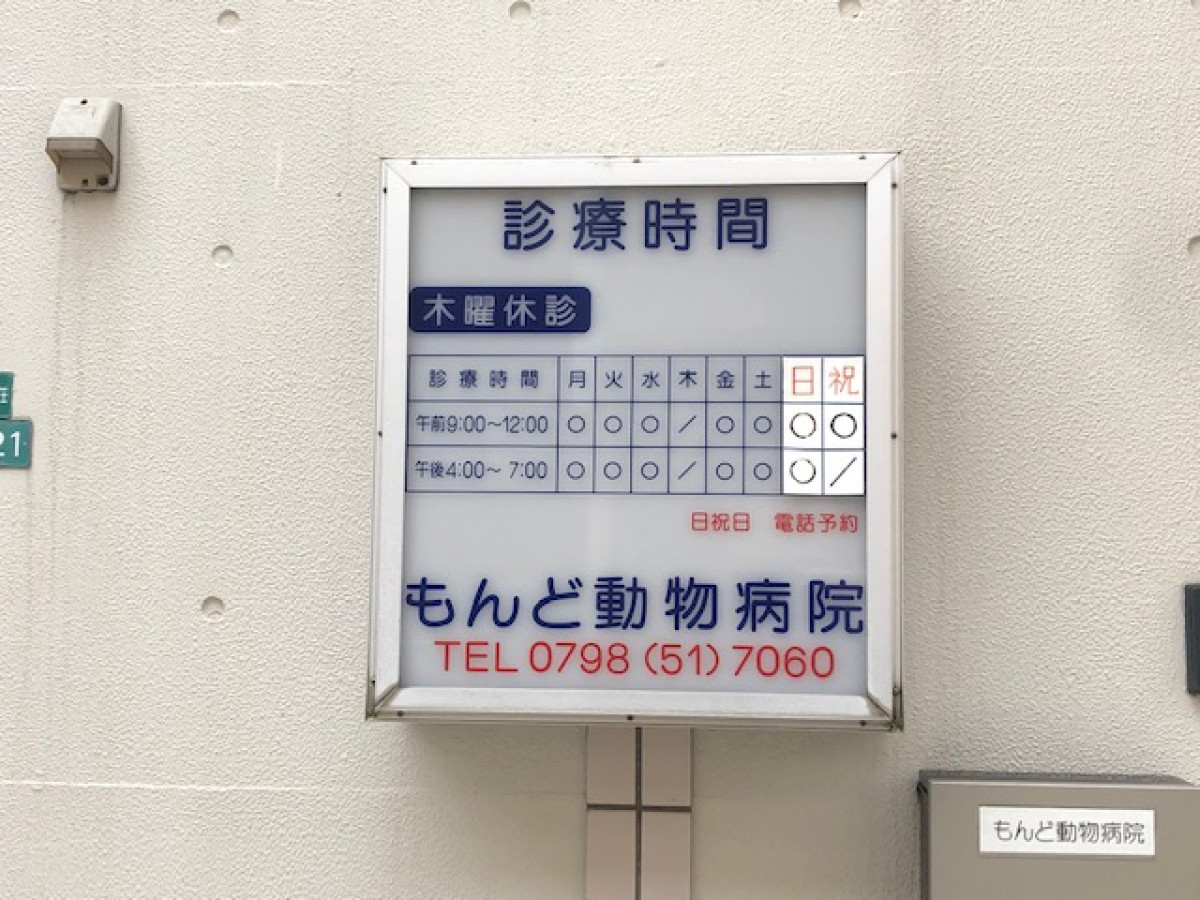 診療時間
木曜休診
診療時間 月 火 水 木 金 土 日 祝
午前9:00〜12:00 ○ ○ ○ ／ ○ ○ ○ ○
午後4:00〜 7:00 ○ ○ ○ ／ ○ ○ ○ ／
日祝日 電話予約
もんど動物病院
TEL 0798 (51) 7060
荘
21
もんど動物病院